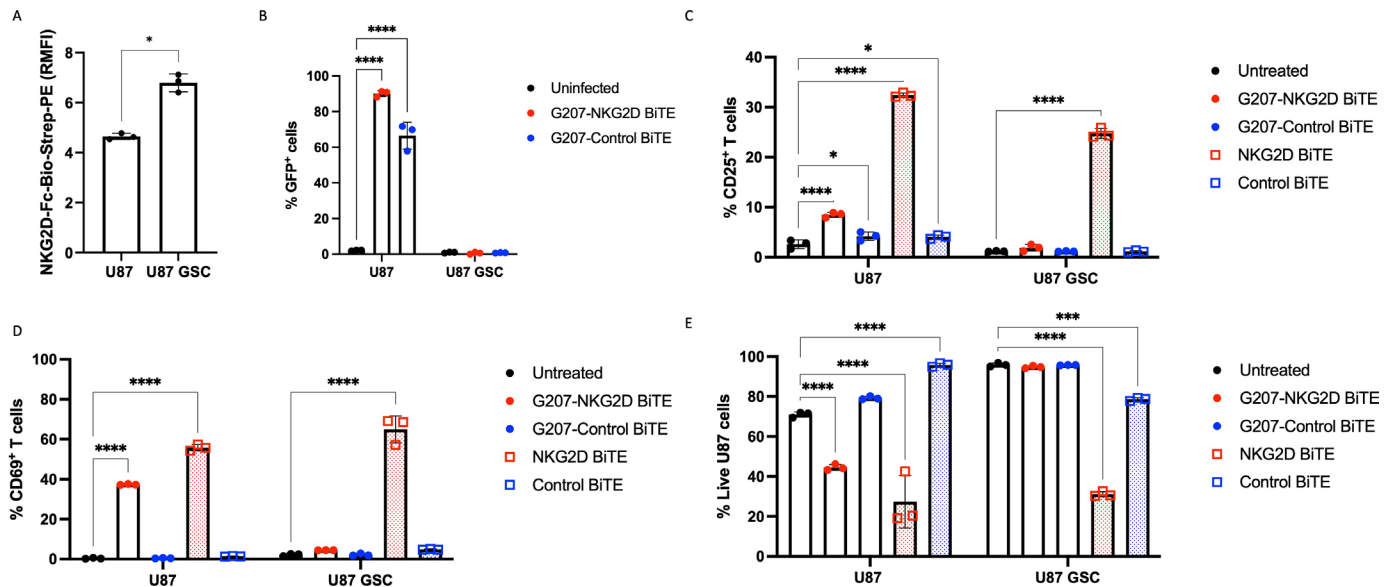 A
NKG2D-Fc-Bio-Strep-PE (RMFI)
8
6
4
2
0
*
U87
U87 GSC
B
% GFP⁺ cells
100
80
60
40
20
0
****
****
U87
U87 GSC
Uninfected
G207-NKG2D BiTE
G207-Control BiTE
C
% CD25⁺ T cells
40
30
20
10
0
*
****
*
****
****
U87
U87 GSC
Untreated
G207-NKG2D BiTE
G207-Control BiTE
NKG2D BiTE
Control BiTE
D
% CD69⁺ T cells
100
80
60
40
20
0
****
****
****
U87
U87 GSC
Untreated
G207-NKG2D BiTE
G207-Control BiTE
NKG2D BiTE
Control BiTE
E
% Live U87 cells
100
80
60
40
20
0
****
****
****
****
***
****
U87
U87 GSC
Untreated
G207-NKG2D BiTE
G207-Control BiTE
NKG2D BiTE
Control BiTE